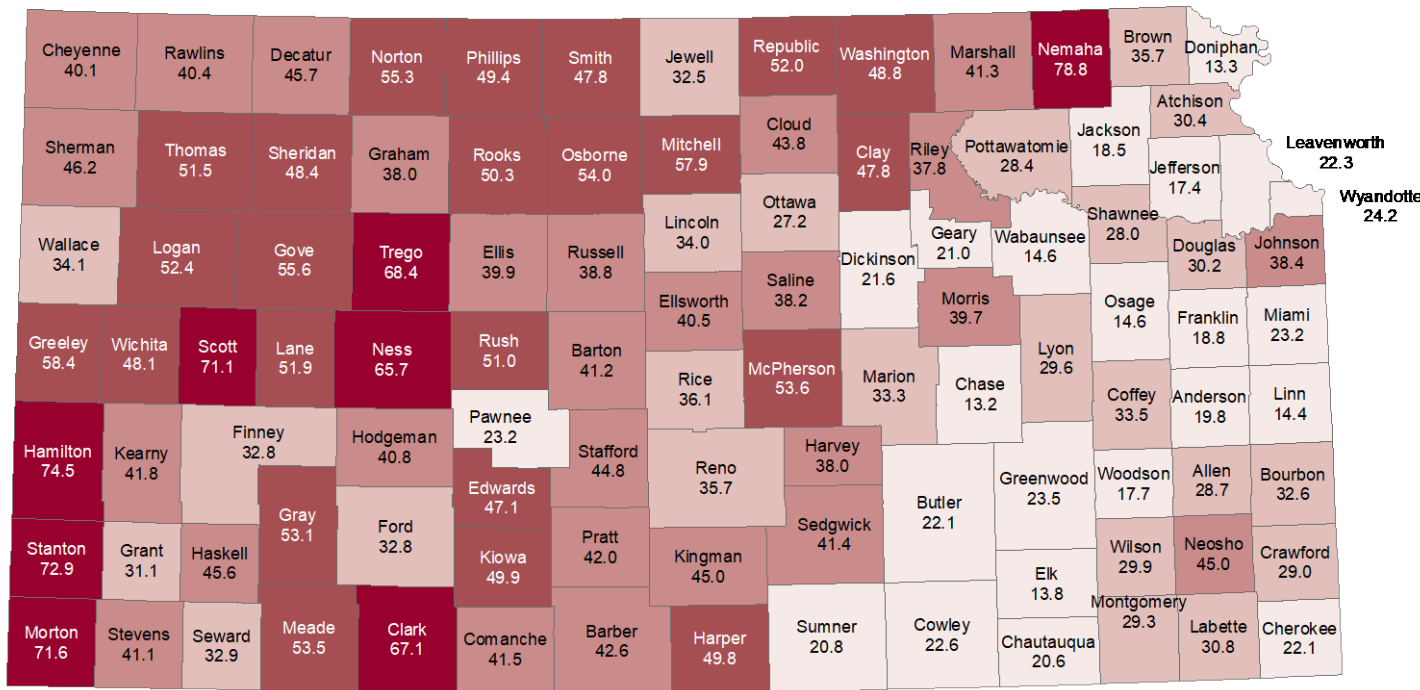 Cheyenne
40.1
Rawlins
40.4
Decatur
45.7
Norton
55.3
Phillips
49.4
Smith
47.8
Jewell
32.5
Republic
52.0
Washington
48.8
Marshall
41.3
Nemaha
78.8
Brown
35.7
Doniphan
13.3
Sherman
46.2
Thomas
51.5
Sheridan
48.4
Graham
38.0
Rooks
50.3
Osborne
54.0
Mitchell
57.9
Cloud
43.8
Clay
47.8
Riley
37.8
Pottawatomie
28.4
Jackson
18.5
Atchison
30.4
Jefferson
17.4
Leavenworth
22.3
Wyandotte
24.2
Wallace
34.1
Logan
52.4
Gove
55.6
Trego
68.4
Ellis
39.9
Russell
38.8
Lincoln
34.0
Ottawa
27.2
Saline
38.2
Dickinson
21.6
Geary
21.0
Wabaunsee
14.6
Shawnee
28.0
Douglas
30.2
Johnson
38.4
Greeley
58.4
Wichita
48.1
Scott
71.1
Lane
51.9
Ness
65.7
Rush
51.0
Barton
41.2
Ellsworth
40.5
Rice
36.1
McPherson
53.6
Marion
33.3
Morris
39.7
Chase
13.2
Lyon
29.6
Osage
14.6
Franklin
18.8
Miami
23.2
Hamilton
74.5
Kearny
41.8
Finney
32.8
Hodgeman
40.8
Pawnee
23.2
Stafford
44.8
Reno
35.7
Harvey
38.0
Butler
22.1
Greenwood
23.5
Coffey
33.5
Anderson
19.8
Linn
14.4
Woodson
17.7
Allen
28.7
Bourbon
32.6
Stanton
72.9
Grant
31.1
Haskell
45.6
Gray
53.1
Ford
32.8
Edwards
47.1
Kiowa
49.9
Pratt
42.0
Kingman
45.0
Sedgwick
41.4
Elk
13.8
Wilson
29.9
Neosho
45.0
Crawford
29.0
Morton
71.6
Stevens
41.1
Seward
32.9
Meade
53.5
Clark
67.1
Comanche
41.5
Barber
42.6
Harper
49.8
Sumner
20.8
Cowley
22.6
Chautauqua
20.6
Montgomery
29.3
Labette
30.8
Cherokee
22.1